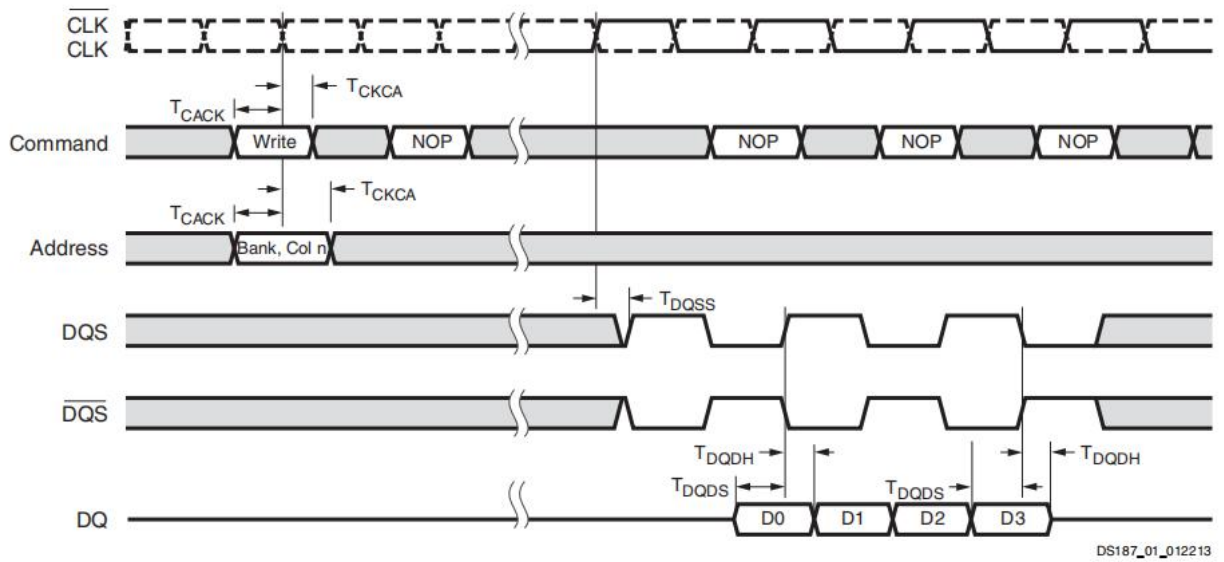 CLK
CLK
TCKCA
TCACK
Command Write NOP NOP NOP NOP
TCKCA
TCACK
Address Bank, Col n
TDQSS
DQS
DQS
TDQDH TDQDH
TDQDS TDQDS
DQ D0 D1 D2 D3
DS187_01_012213